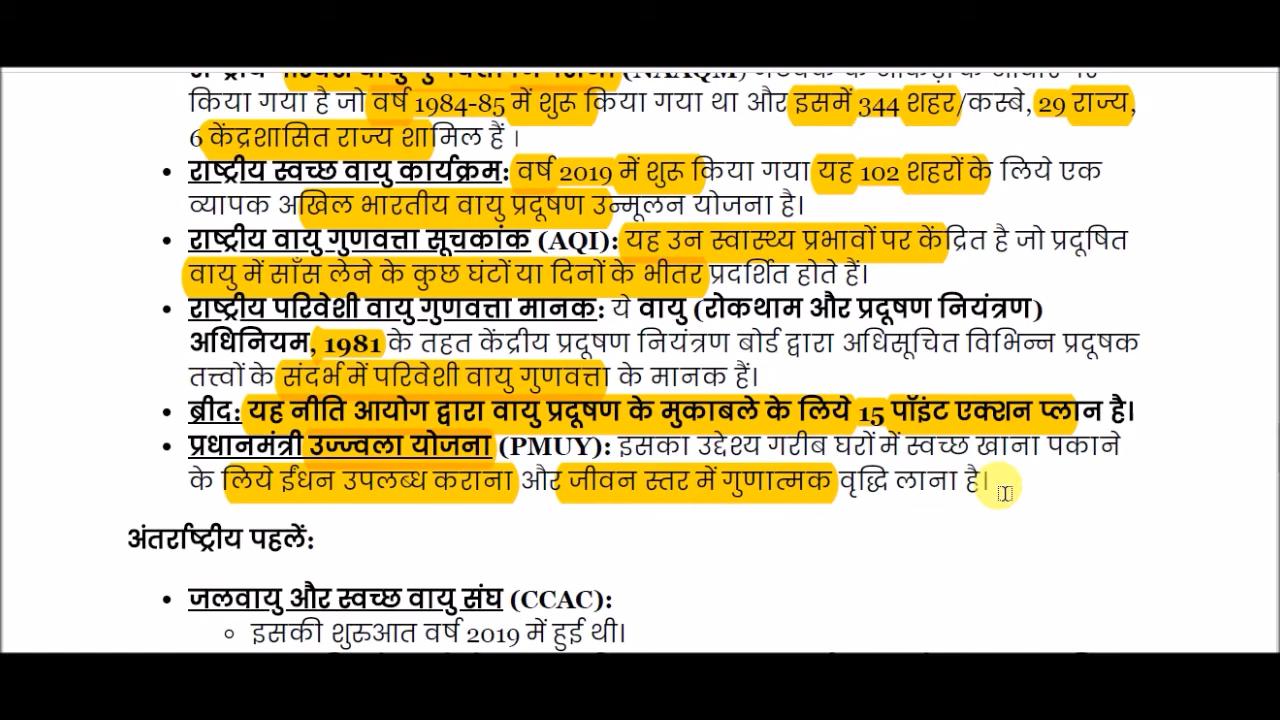 (NAAQM)
किया गया है जो वर्ष 1984-85 में शुरू किया गया था और इसमें 344 शहर/कस्बे, 29 राज्य,
6 केंद्रशासित राज्य शामिल हैं ।
• राष्ट्रीय स्वच्छ वायु कार्यक्रम: वर्ष 2019 में शुरू किया गया यह 102 शहरों के लिये एक
व्यापक अखिल भारतीय वायु प्रदूषण उन्मूलन योजना है।
• राष्ट्रीय वायु गुणवत्ता सूचकांक (AQI): यह उन स्वास्थ्य प्रभावों पर केंद्रित है जो प्रदूषित
वायु में साँस लेने के कुछ घंटों या दिनों के भीतर प्रदर्शित होते हैं।
• राष्ट्रीय परिवेशी वायु गुणवत्ता मानक: ये वायु (रोकथाम और प्रदूषण नियंत्रण)
अधिनियम, 1981 के तहत केंद्रीय प्रदूषण नियंत्रण बोर्ड द्वारा अधिसूचित विभिन्न प्रदूषक
तत्त्वों के संदर्भ में परिवेशी वायु गुणवत्ता के मानक हैं।
• ब्रीद: यह नीति आयोग द्वारा वायु प्रदूषण के मुकाबले के लिये 15 पॉइंट एक्शन प्लान है।
• प्रधानमंत्री उज्ज्वला योजना (PMUY): इसका उद्देश्य गरीब घरों में स्वच्छ खाना पकाने
के लिये ईंधन उपलब्ध कराना और जीवन स्तर में गुणात्मक वृद्धि लाना है।
अंतर्राष्ट्रीय पहलें:
• जलवायु और स्वच्छ वायु संघ (CCAC):
○ इसकी शुरुआत वर्ष 2019 में हुई थी।